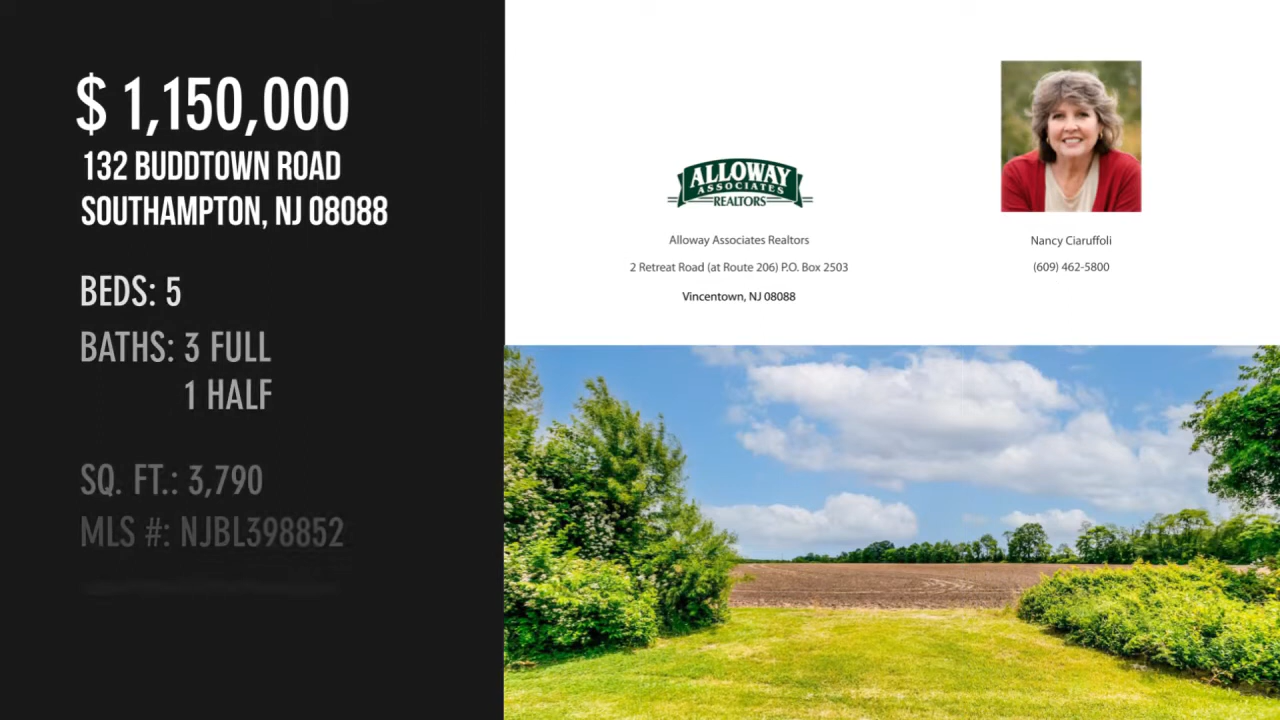 $ 1,150,000
132 BUDDTOWN ROAD
SOUTHAMPTON, NJ 08088
BEDS: 5
BATHS: 3 FULL
1 HALF
SQ. FT.: 3,790
MLS #: NJBL398852
ALLOWAY
ASSOCIATES
REALTORS
Alloway Associates Realtors
2 Retreat Road (at Route 206) P.O. Box 2503
Vincentown, NJ 08088
Nancy Ciaruffoli
(609) 462-5800